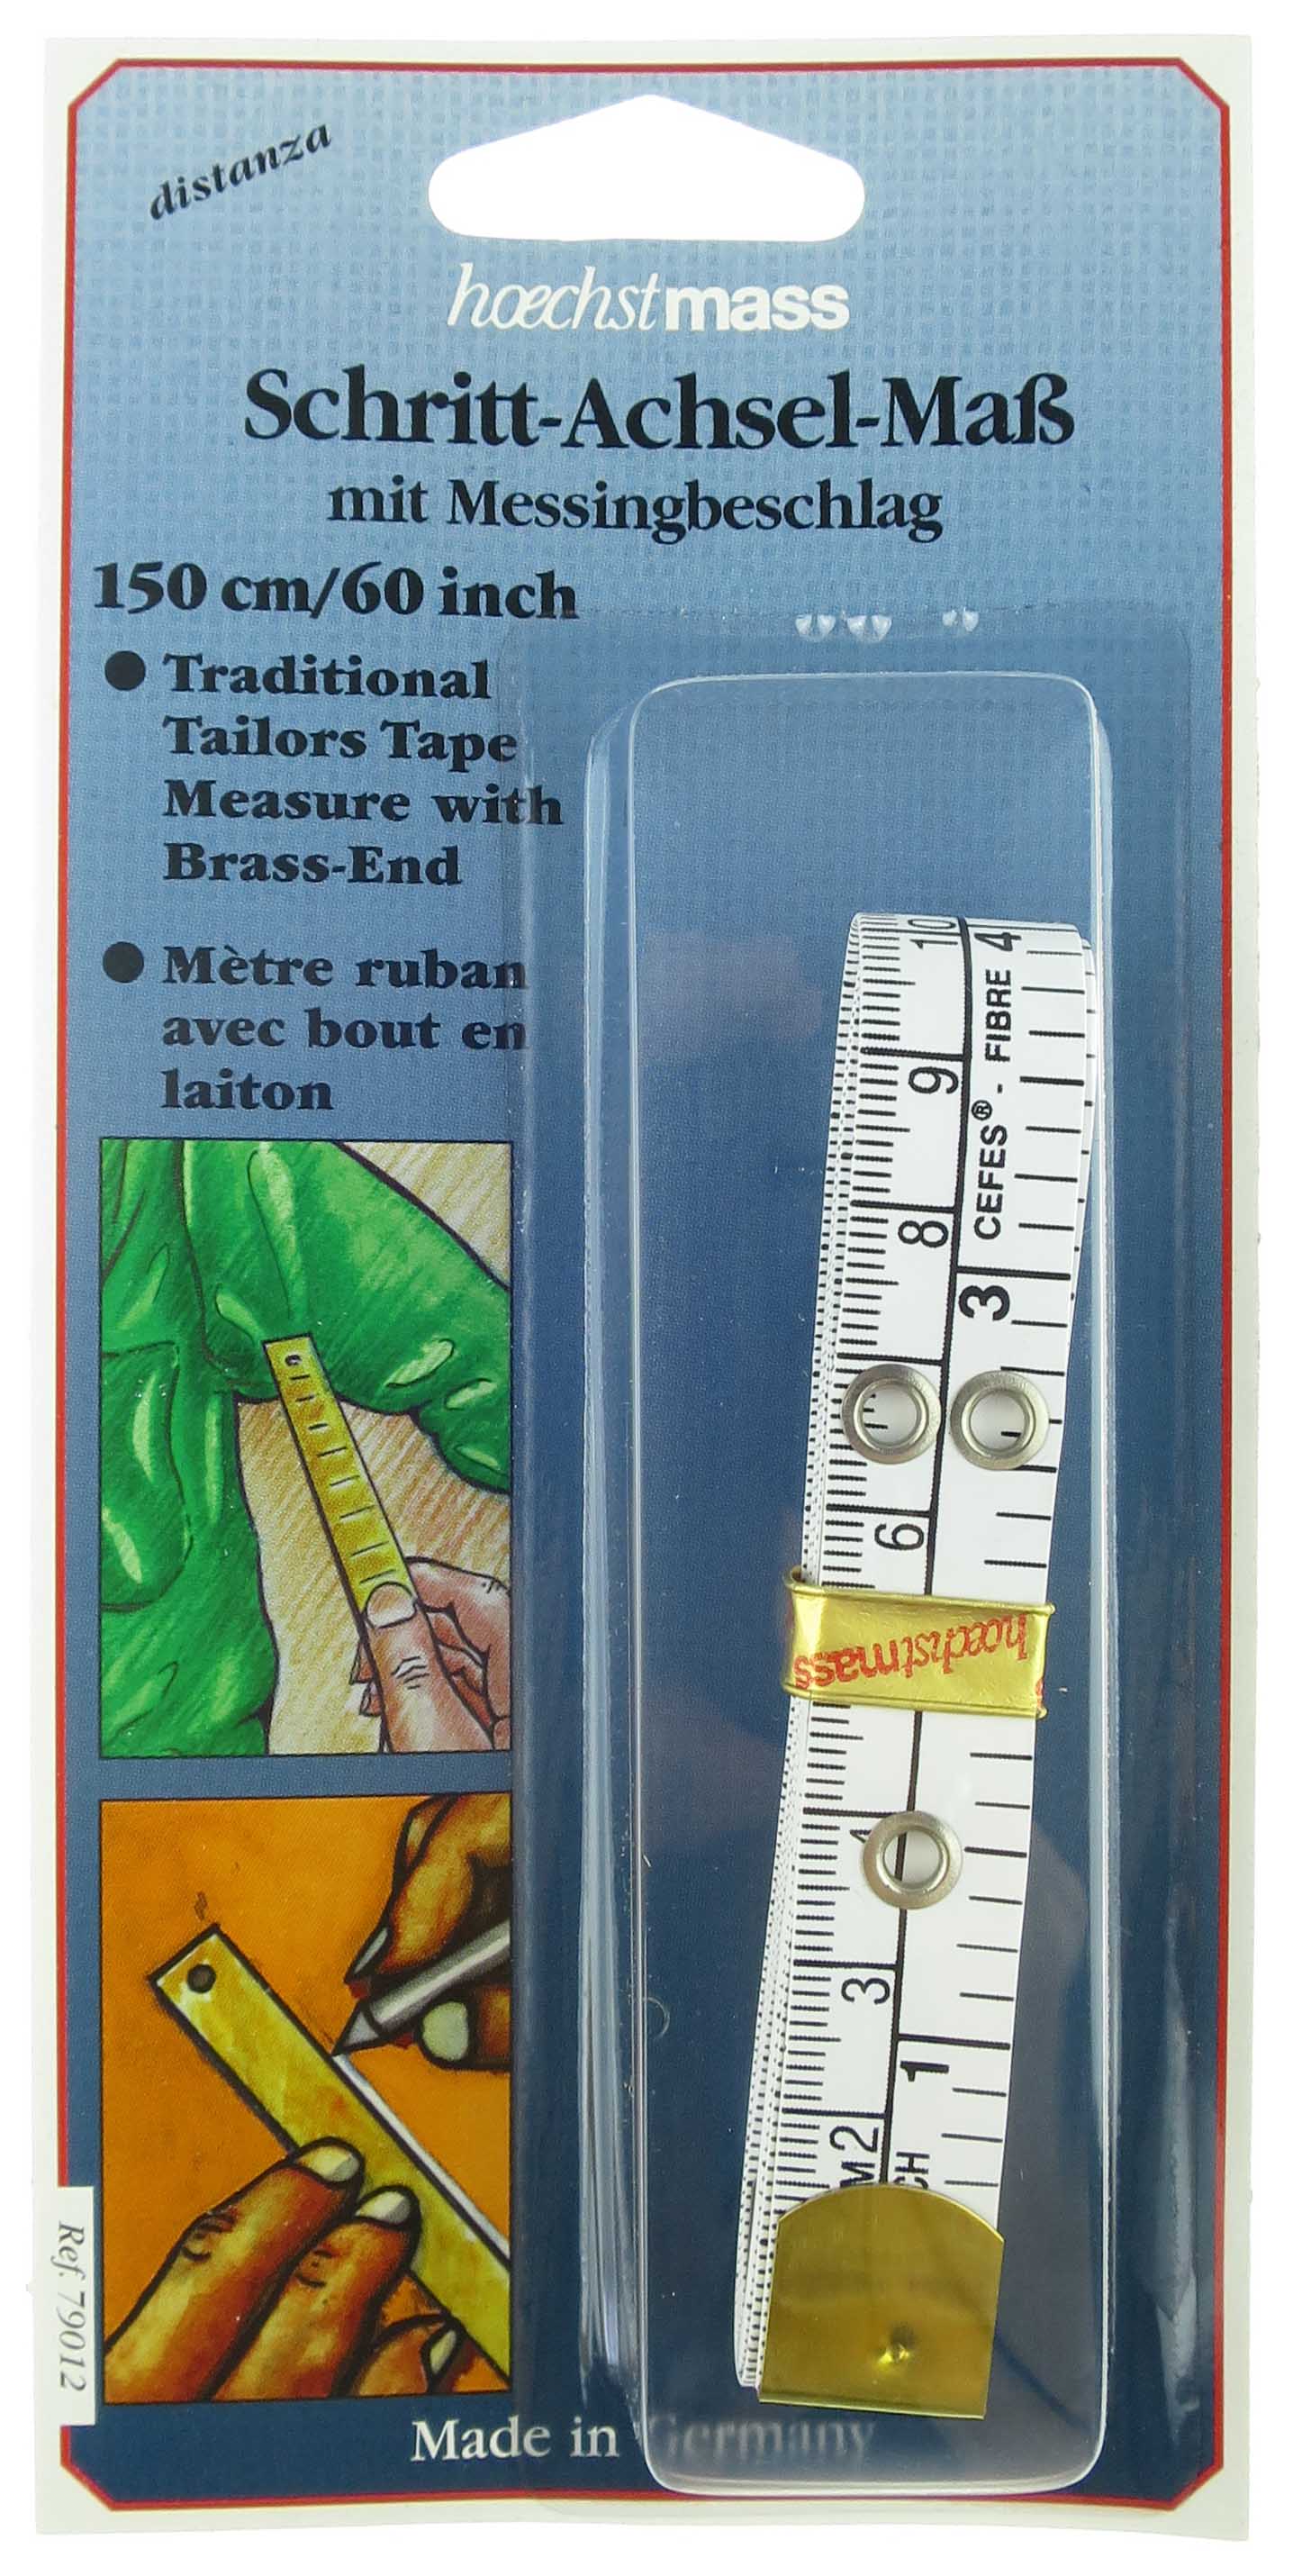 distanza
hoechstmass
Schritt-Achsel-Maß
mit Messingbeschlag
150 cm/60 inch
● Traditional
Tailors Tape
Measure with
Brass-End
● Mètre ruban
avec bout en
laiton
10 4
CEFES® - FIBRE
9
8
3
6
hoechstmass
4
3
1
2
Ref. 79012
Made in Germany